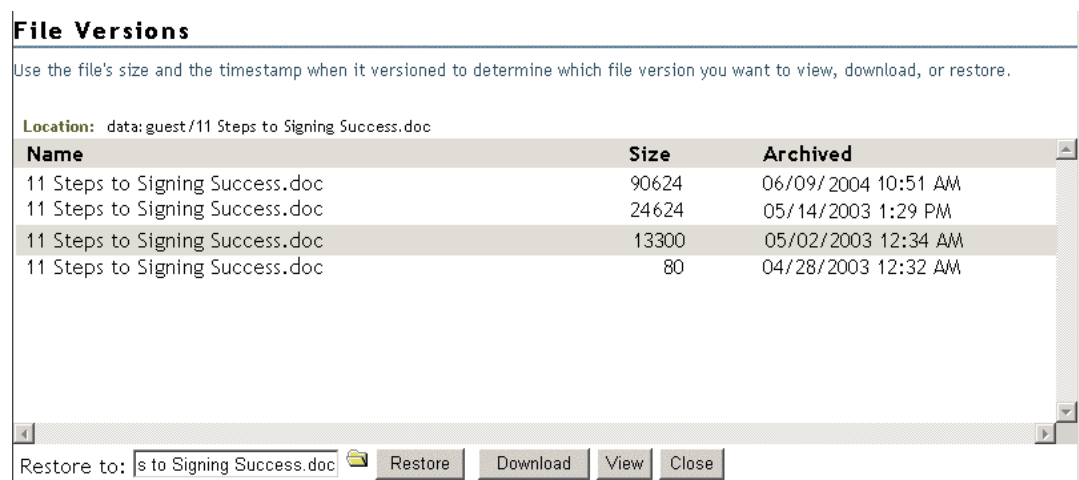 File Versions
Use the file's size and the timestamp when it versioned to determine which file version you want to view, download, or restore.
Location: data:guest/11 Steps to Signing Success.doc
Name Size Archived
11 Steps to Signing Success.doc 90624 06/09/2004 10:51 AM
11 Steps to Signing Success.doc 24624 05/14/2003 1:29 PM
11 Steps to Signing Success.doc 13300 05/02/2003 12:34 AM
11 Steps to Signing Success.doc 80 04/28/2003 12:32 AM
Restore to: s to Signing Success.doc Restore Download View Close